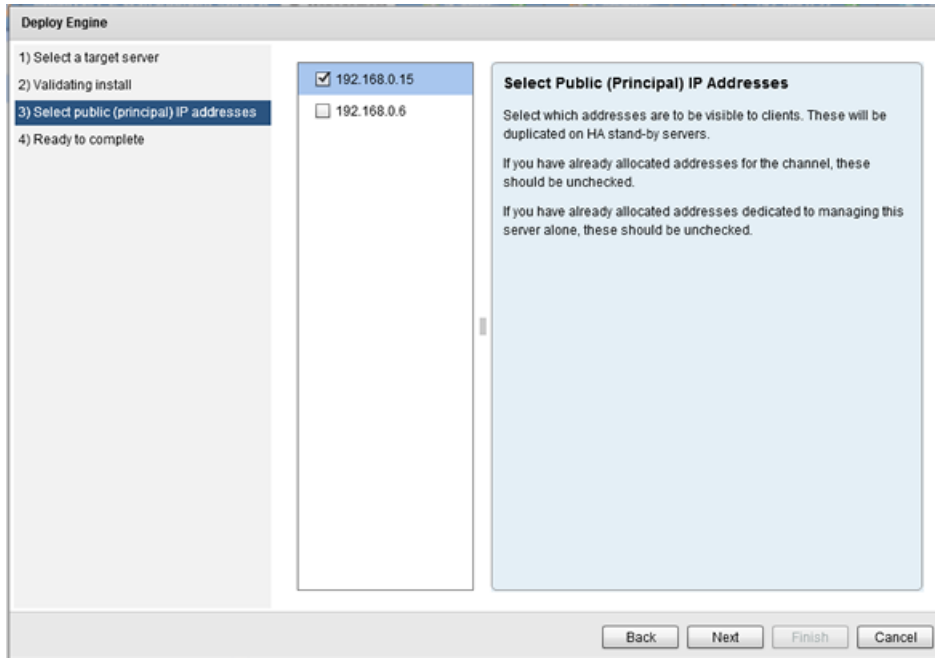 Deploy Engine
1) Select a target server
2) Validating install
3) Select public (principal) IP addresses
4) Ready to complete
192.168.0.15
192.168.0.6
Select Public (Principal) IP Addresses
Select which addresses are to be visible to clients. These will be
duplicated on HA stand-by servers.
If you have already allocated addresses for the channel, these
should be unchecked.
If you have already allocated addresses dedicated to managing this
server alone, these should be unchecked.
Back
Next
Finish
Cancel